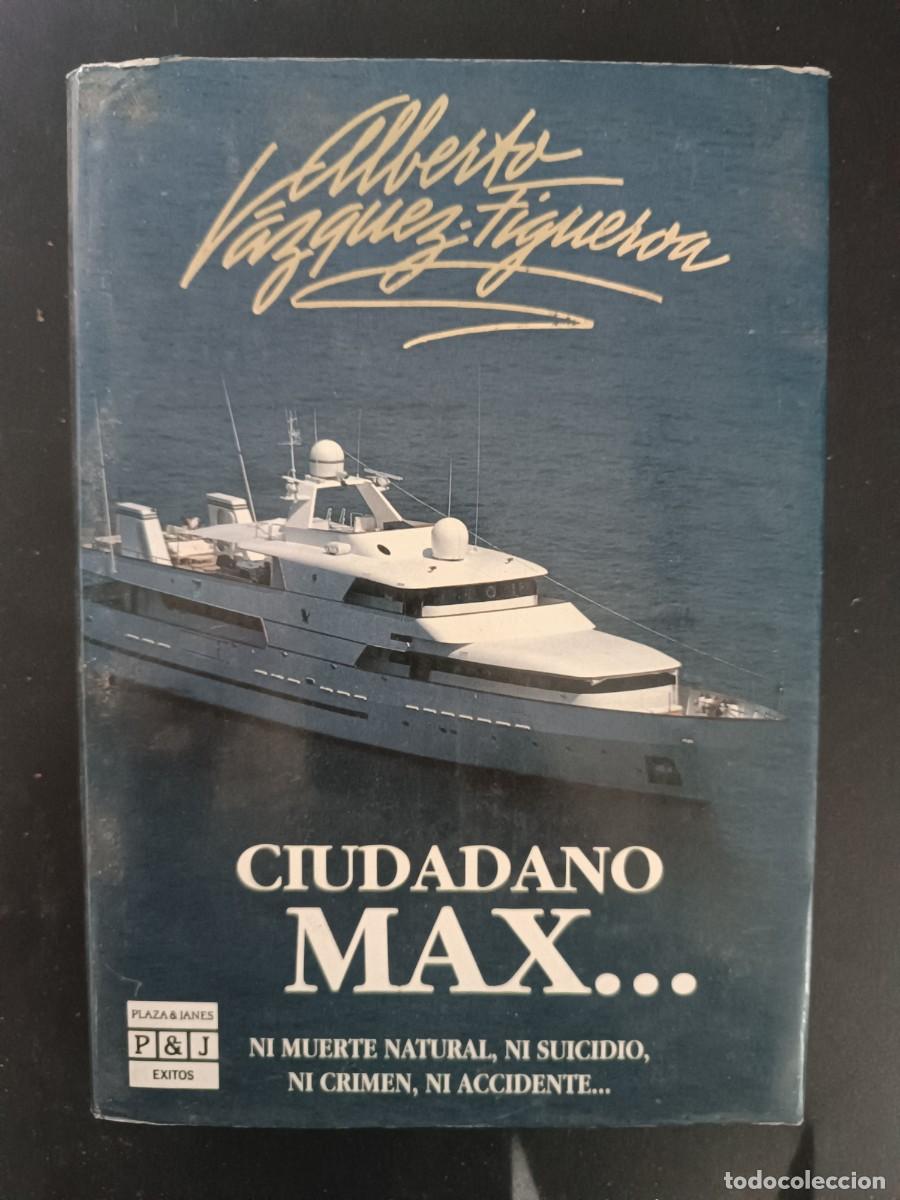 Alberto
Vázquez-Figueroa
CIUDADANO
MAX...
PLAZA & JANES
P & J
EXITOS
NI MUERTE NATURAL, NI SUICIDIO,
NI CRIMEN, NI ACCIDENTE...
todocoleccion